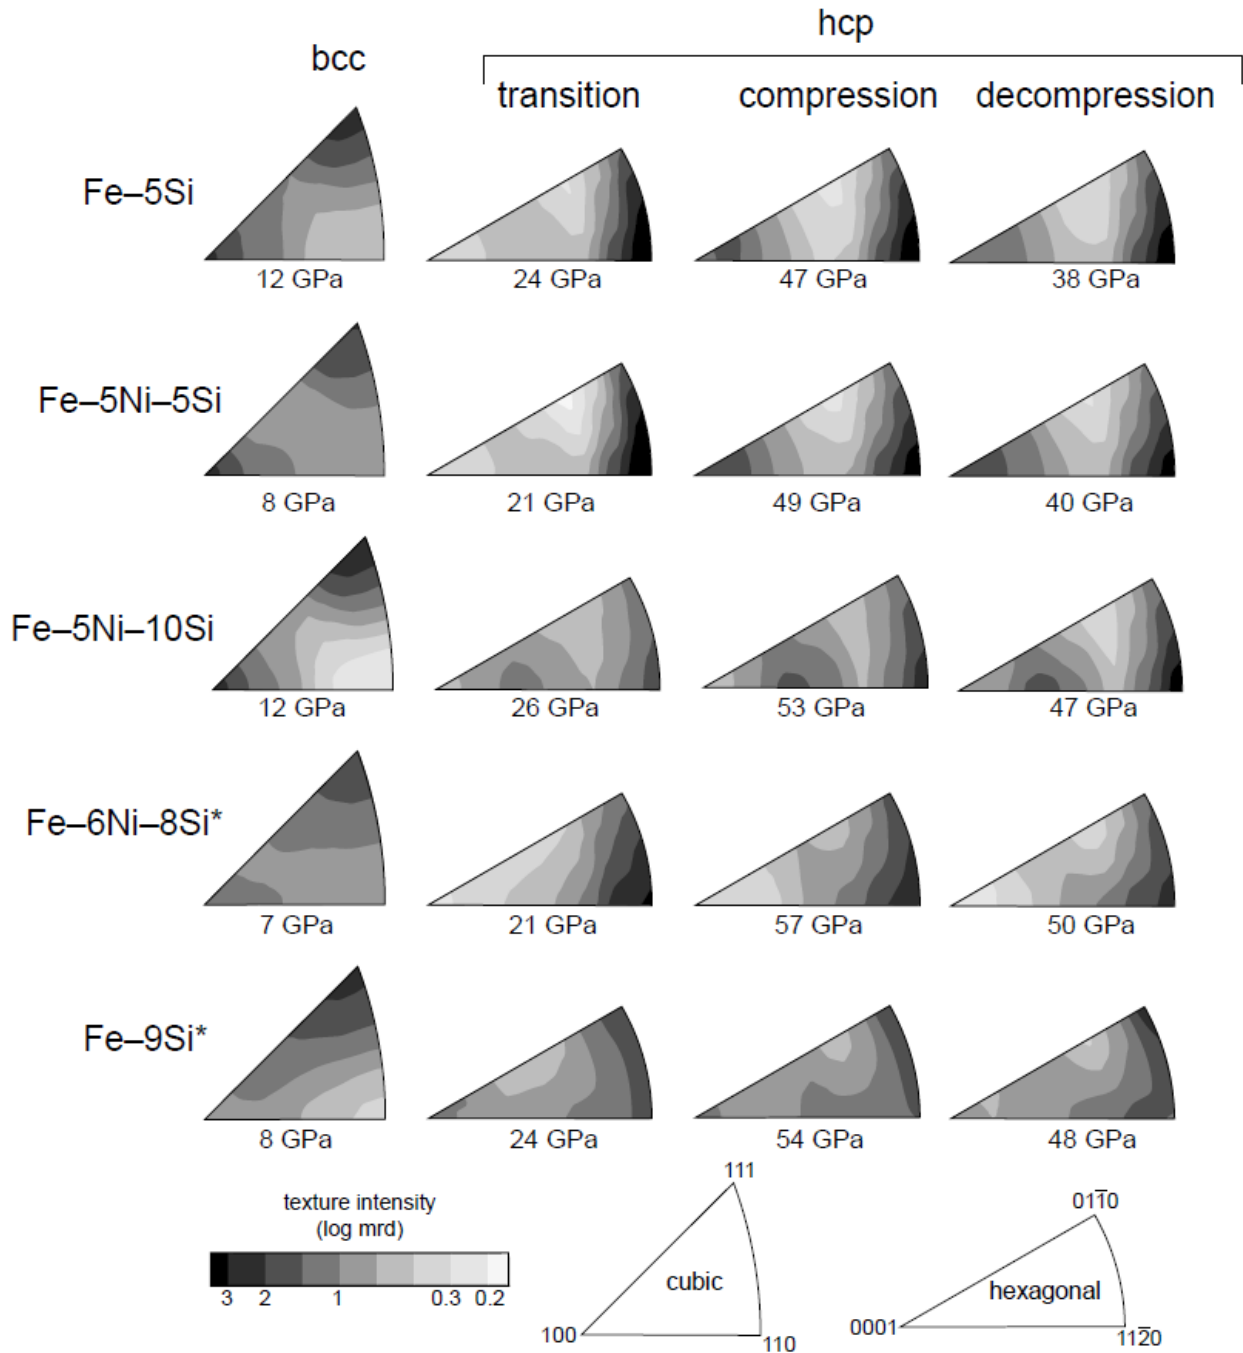 hcp
bcc
transition compression decompression
Fe–5Si
12 GPa 24 GPa 47 GPa 38 GPa
Fe–5Ni–5Si
8 GPa 21 GPa 49 GPa 40 GPa
Fe–5Ni–10Si
12 GPa 26 GPa 53 GPa 47 GPa
Fe–6Ni–8Si*
7 GPa 21 GPa 57 GPa 50 GPa
Fe–9Si*
8 GPa 24 GPa 54 GPa 48 GPa
texture intensity
(log mrd)
3 2 1 0.3 0.2
111
cubic
100 110
011̅0
hexagonal
0001 112̅0